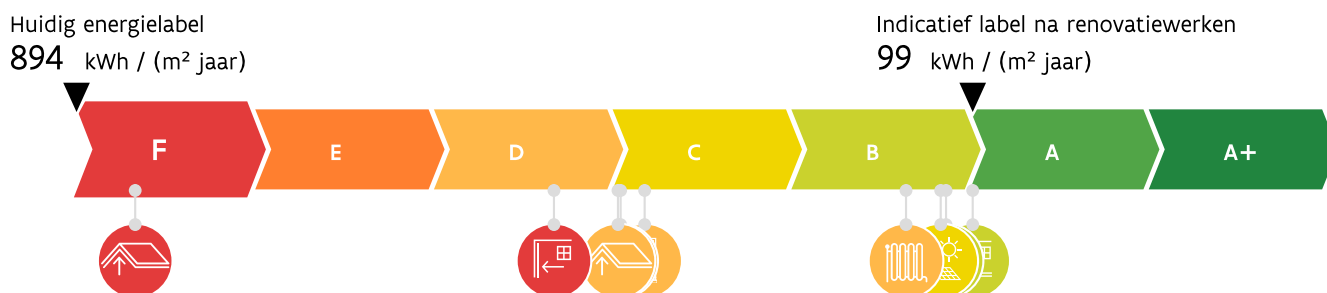 Huidig energielabel
894 kWh / (m² jaar)
Indicatief label na renovatiewerken
99 kWh / (m² jaar)
F E D C B A A+